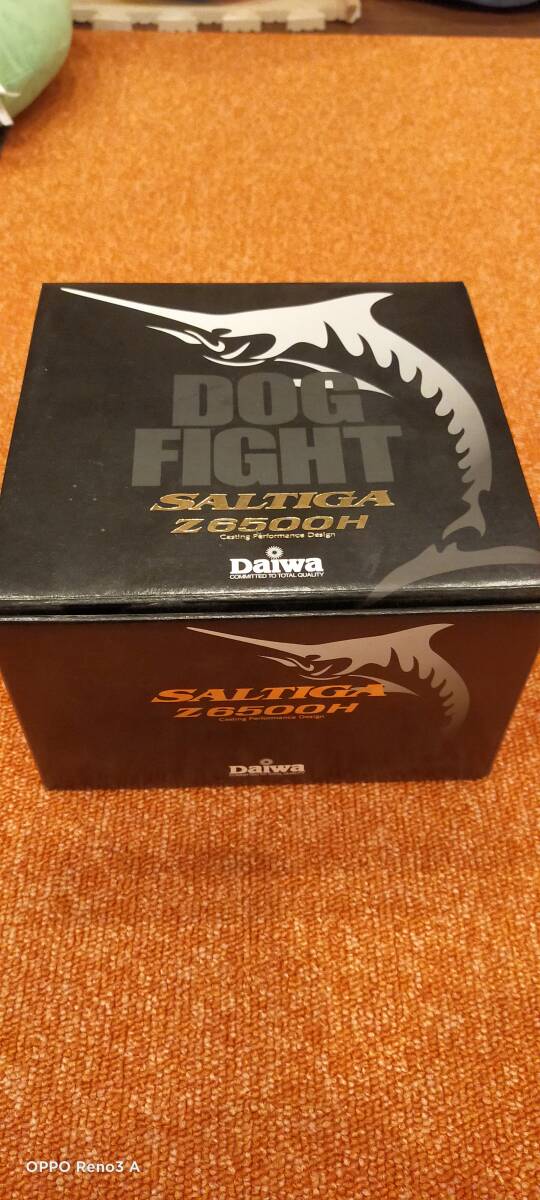 DOG
FIGHT
SALTIGA
Z6500H
Casting Performance Design
Daiwa
COMMITTED TO TOTAL QUALITY
SALTIGA
Z6500H
Casting Performance Design
Daiwa
OPPO Reno3 A